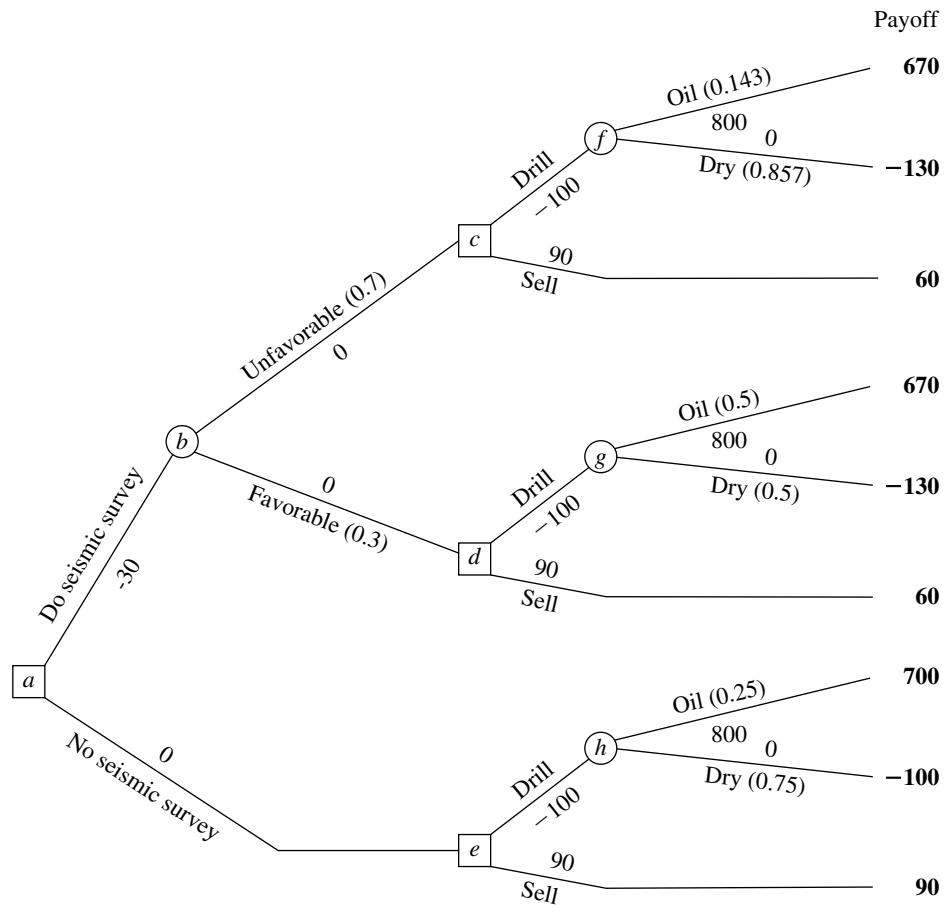 Payoff
670
Oil (0.143)
800
0
f
Dry (0.857)
−130
Drill
−100
c
90
Sell
60
Unfavorable (0.7)
0
670
Oil (0.5)
800
0
b
g
Dry (0.5)
−130
0
Favorable (0.3)
Drill
−100
d
90
Sell
60
Do seismic survey
-30
a
700
Oil (0.25)
800
0
h
Dry (0.75)
−100
0
No seismic survey
Drill
−100
e
90
Sell
90